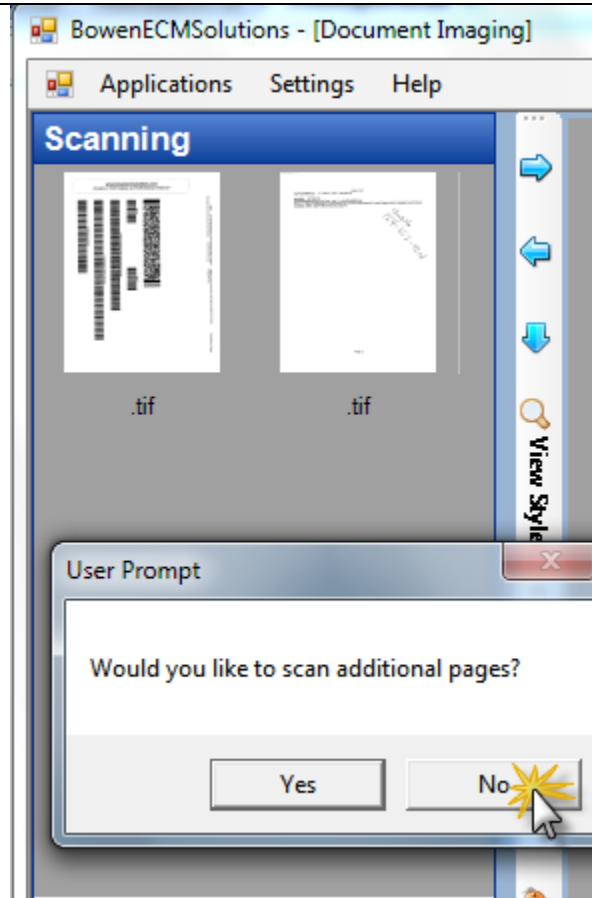 BowenECMSolutions - [Document Imaging]
Applications Settings Help
Scanning
.tif .tif
View Style
User Prompt
Would you like to scan additional pages?
Yes No